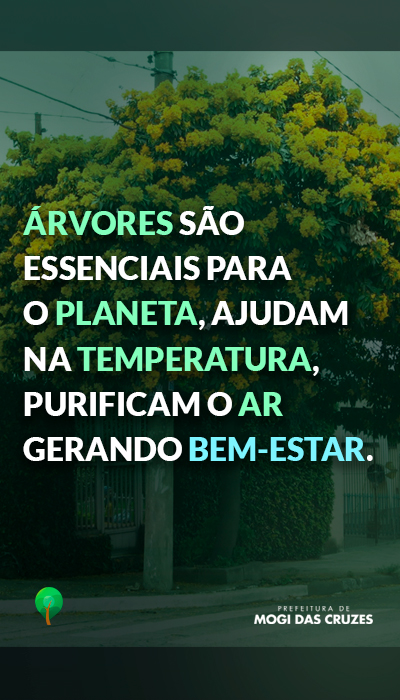 ÁRVORES SÃO
ESSENCIAIS PARA
O PLANETA, AJUDAM
NA TEMPERATURA,
PURIFICAM O AR
GERANDO BEM-ESTAR.
PREFEITURA DE
MOGI DAS CRUZES